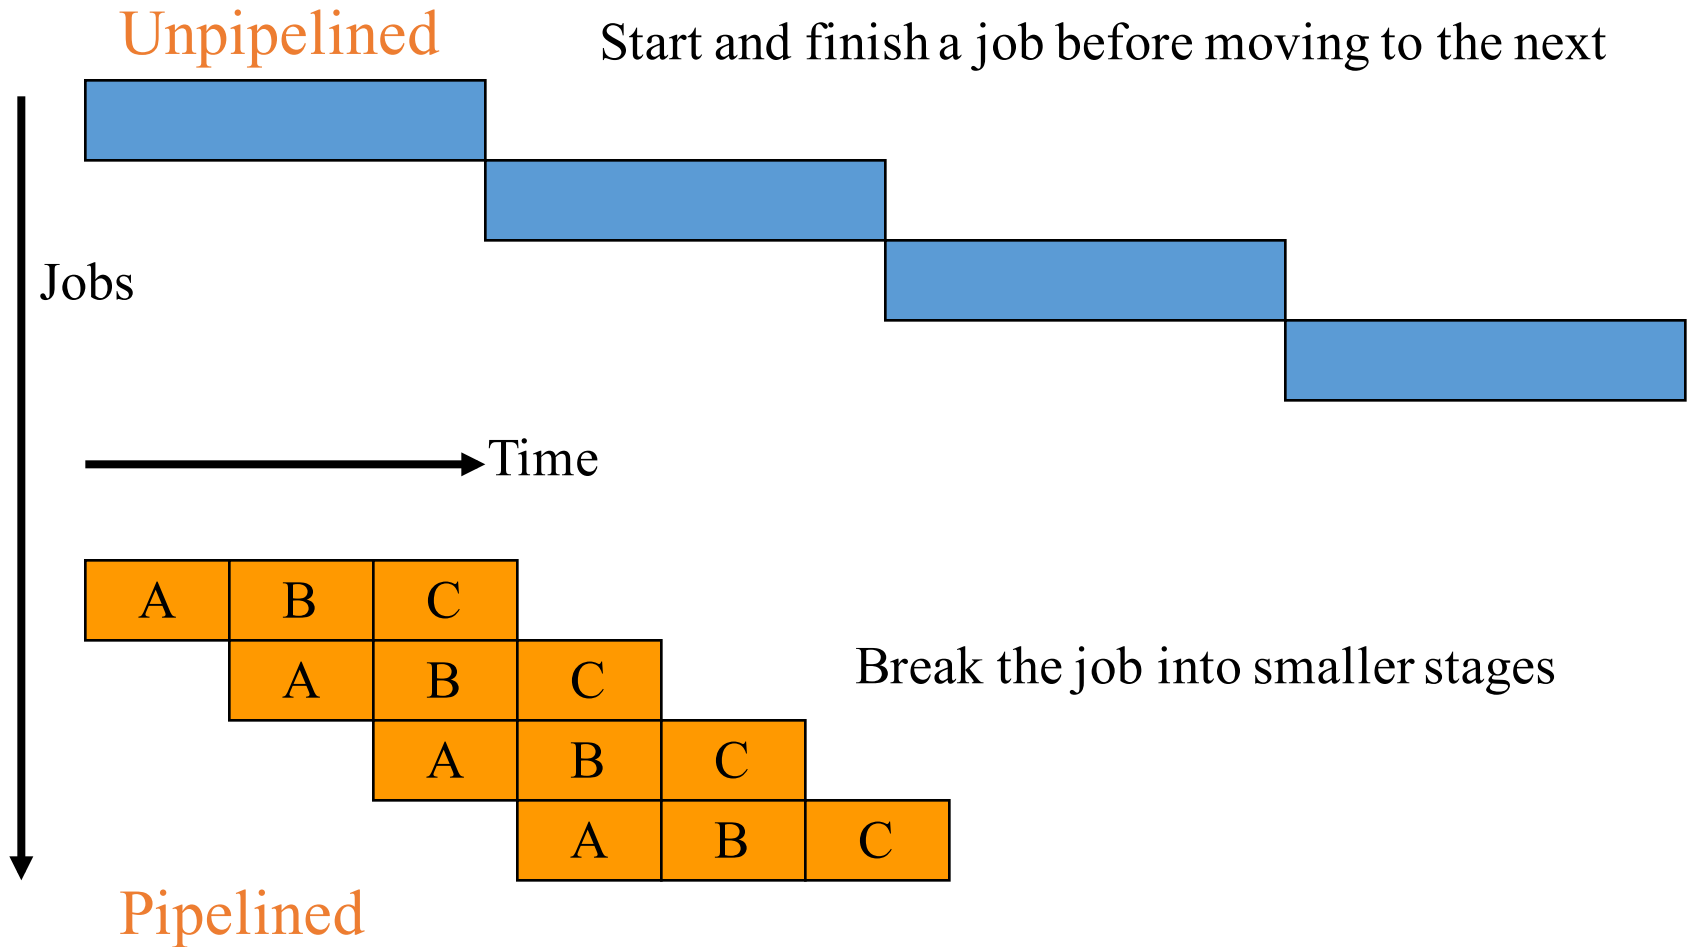 Unpipelined
Start and finish a job before moving to the next
Jobs
Time
A B C
A B C
Break the job into smaller stages
A B C
A B C
Pipelined